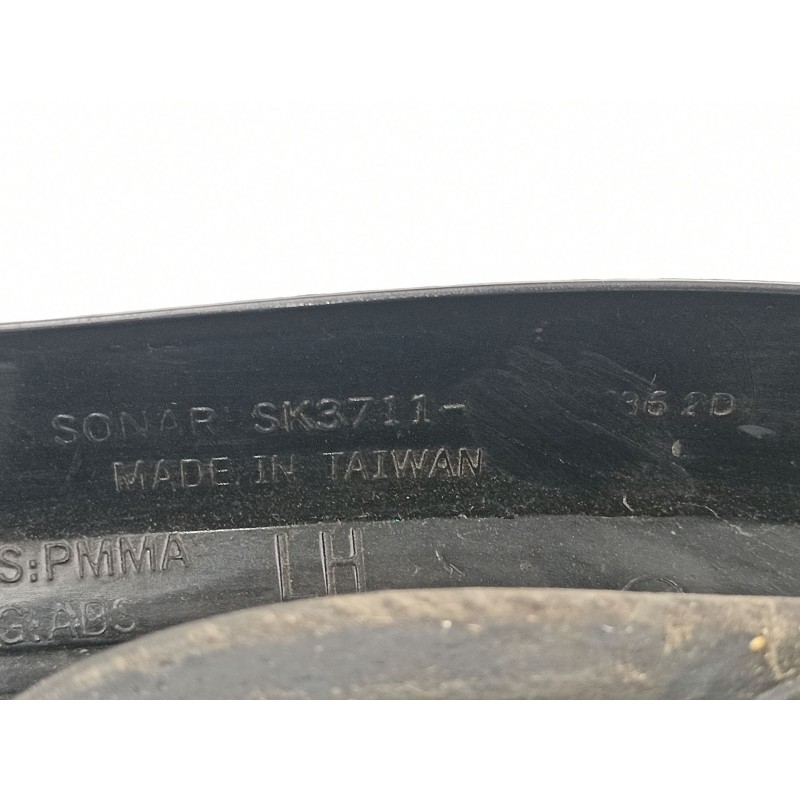 SONAR SK3711- 36 2D
MADE IN TAIWAN
S:PMMA LH
G:ABS